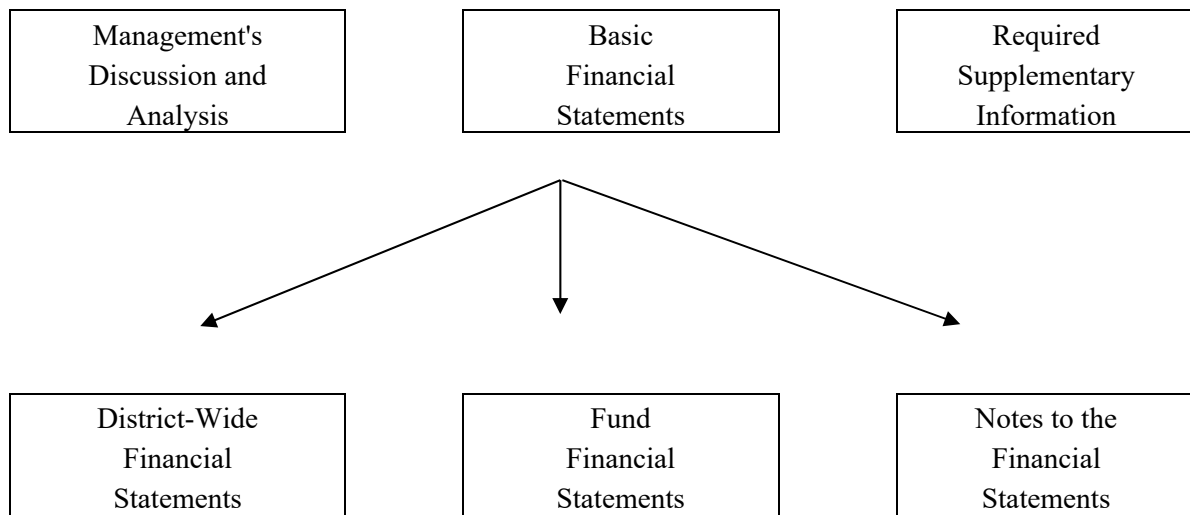 Management's
Discussion and
Analysis
Basic
Financial
Statements
Required
Supplementary
Information
District-Wide
Financial
Statements
Fund
Financial
Statements
Notes to the
Financial
Statements